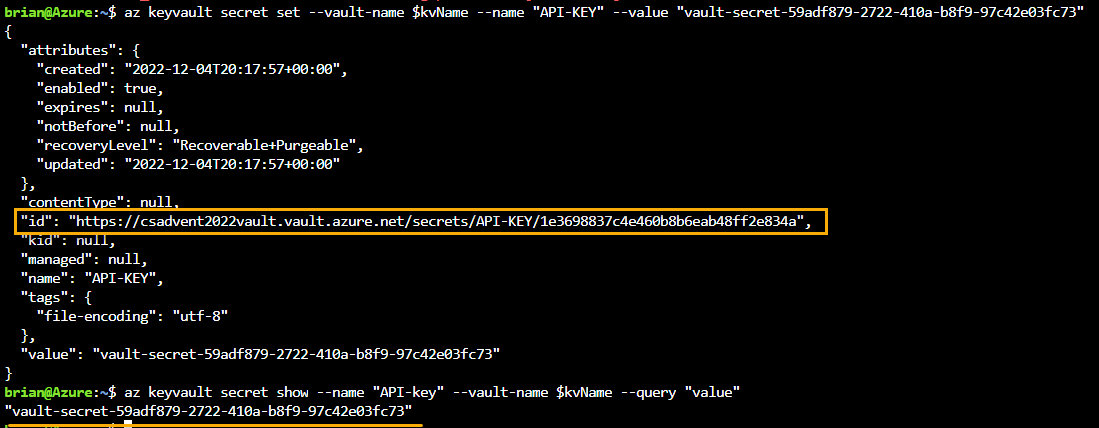 brian@Azure:~$ az keyvault secret set --vault-name $kvName --name "API-KEY" --value "vault-secret-59adf879-2722-410a-b8f9-97c42e03fc73"
{
  "attributes": {
    "created": "2022-12-04T20:17:57+00:00",
    "enabled": true,
    "expires": null,
    "notBefore": null,
    "recoveryLevel": "Recoverable+Purgeable",
    "updated": "2022-12-04T20:17:57+00:00"
  },
  "contentType": null,
  "id": "https://csadvent2022vault.vault.azure.net/secrets/API-KEY/1e3698837c4e460b8b6eab48ff2e834a",
  "kid": null,
  "managed": null,
  "name": "API-KEY",
  "tags": {
    "file-encoding": "utf-8"
  },
  "value": "vault-secret-59adf879-2722-410a-b8f9-97c42e03fc73"
}
brian@Azure:~$ az keyvault secret show --name "API-key" --vault-name $kvName --query "value"
"vault-secret-59adf879-2722-410a-b8f9-97c42e03fc73"